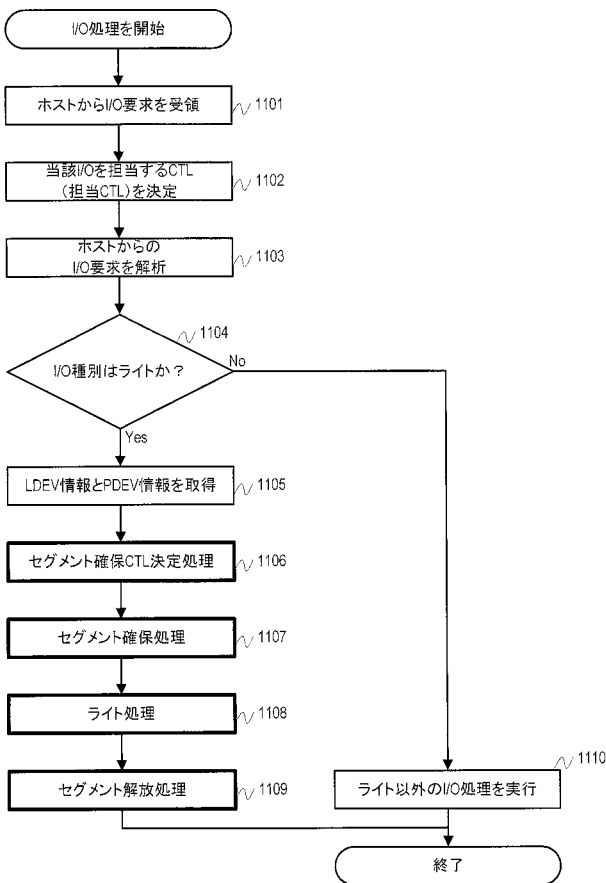 I/O処理を開始
ホストからI/O要求を受領
1101
当該I/Oを担当するCTL
(担当CTL)を決定
1102
ホストからの
I/O要求を解析
1103
1104
I/O種別はライトか？
No
Yes
LDEV情報とPDEV情報を取得
1105
セグメント確保CTL決定処理
1106
セグメント確保処理
1107
ライト処理
1108
セグメント解放処理
1109
1110
ライト以外のI/O処理を実行
終了